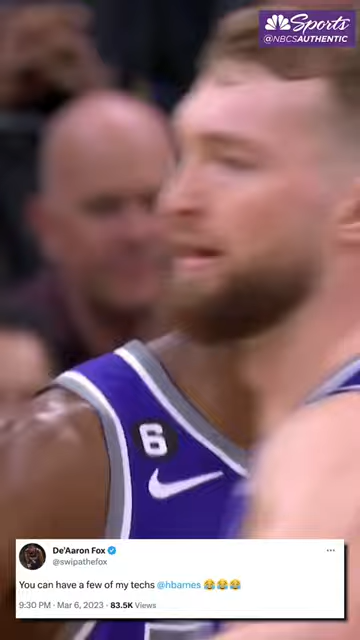 Sports
@NBCSAUTHENTIC
6
De'Aaron Fox
@swipathefox
You can have a few of my techs @hbarnes 😂😂😂
9:30 PM · Mar 6, 2023 · 83.5K Views